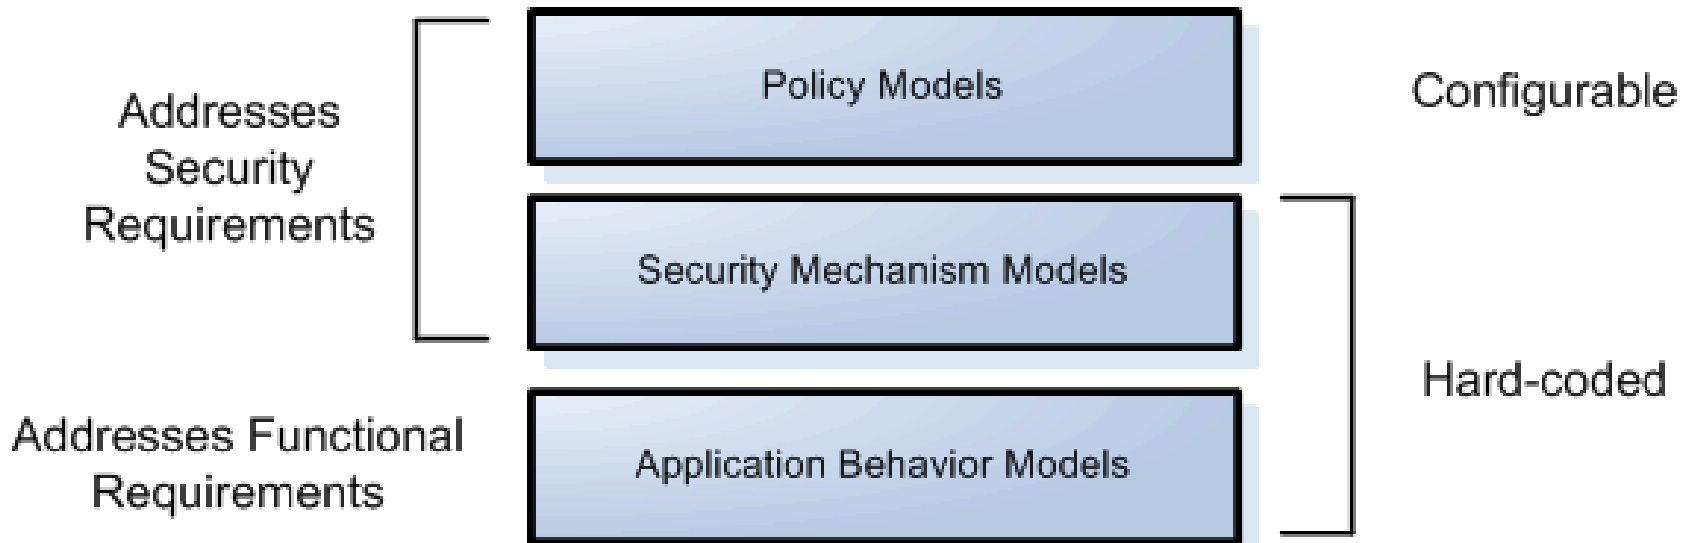 Policy Models
Configurable
Addresses
Security
Requirements
Security Mechanism Models
Hard-coded
Addresses Functional
Requirements
Application Behavior Models